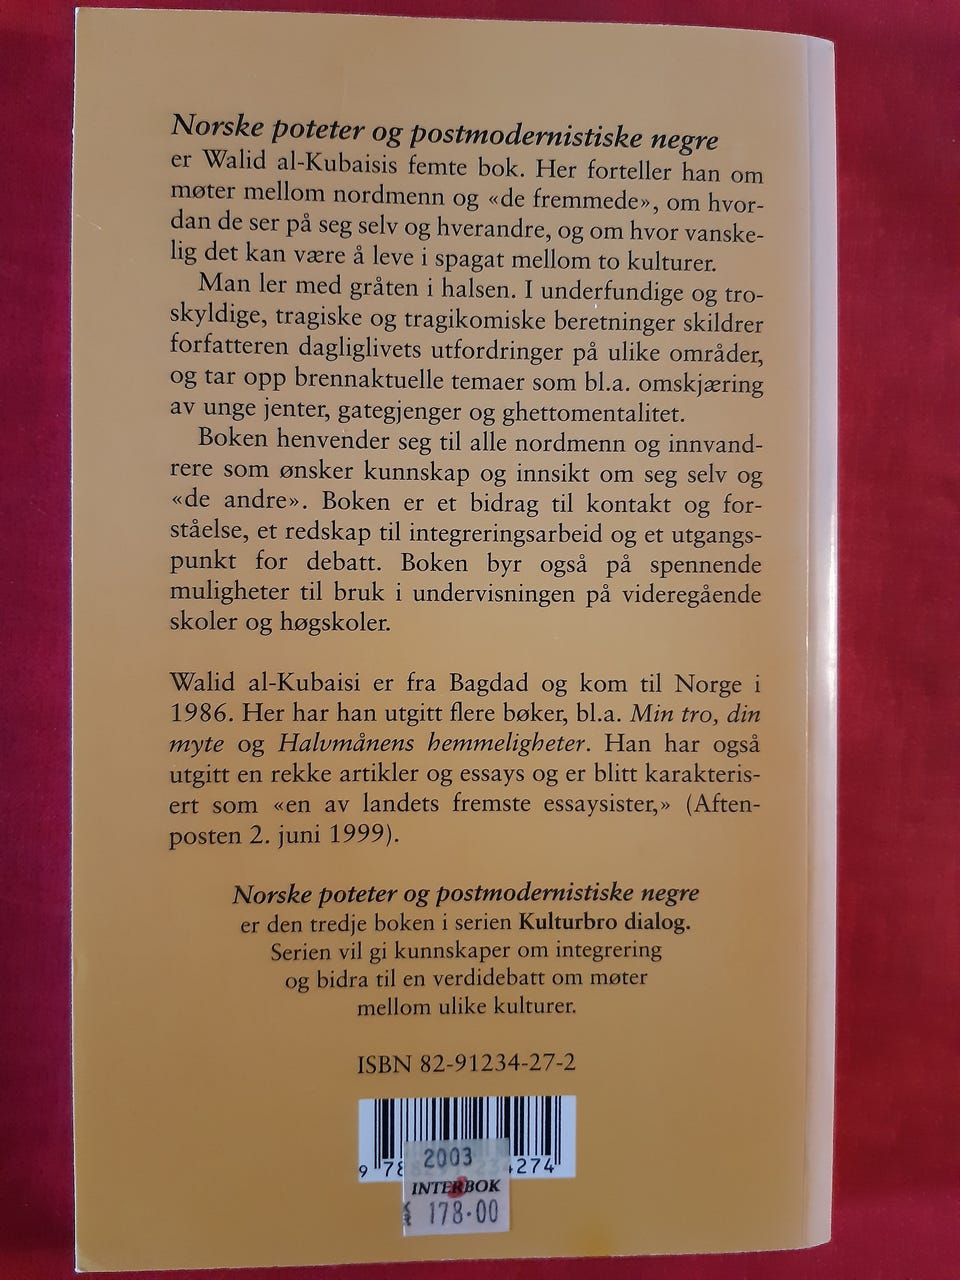 Norske poteter og postmodernistiske negre
er Walid al-Kubaisis femte bok. Her forteller han om
møter mellom nordmenn og «de fremmede», om hvor-
dan de ser på seg selv og hverandre, og om hvor vanske-
lig det kan være å leve i spagat mellom to kulturer.
Man ler med gråten i halsen. I underfundige og tro-
skyldige, tragiske og tragikomiske beretninger skildrer
forfatteren dagliglivets utfordringer på ulike områder,
og tar opp brennaktuelle temaer som bl.a. omskjæring
av unge jenter, gategjenger og ghettomentalitet.
Boken henvender seg til alle nordmenn og innvand-
rere som ønsker kunnskap og innsikt om seg selv og
«de andre». Boken er et bidrag til kontakt og for-
ståelse, et redskap til integreringsarbeid og et utgangs-
punkt for debatt. Boken byr også på spennende
muligheter til bruk i undervisningen på videregående
skoler og høgskoler.
Walid al-Kubaisi er fra Bagdad og kom til Norge i
1986. Her har han utgitt flere bøker, bl.a. Min tro, din
myte og Halvmånens hemmeligheter. Han har også
utgitt en rekke artikler og essays og er blitt karakteris-
ert som «en av landets fremste essaysister,» (Aften-
posten 2. juni 1999).
Norske poteter og postmodernistiske negre
er den tredje boken i serien Kulturbro dialog.
Serien vil gi kunnskaper om integrering
og bidra til en verdidebatt om møter
mellom ulike kulturer.
ISBN 82-91234-27-2
2003
INTERBOK
KR 178.00